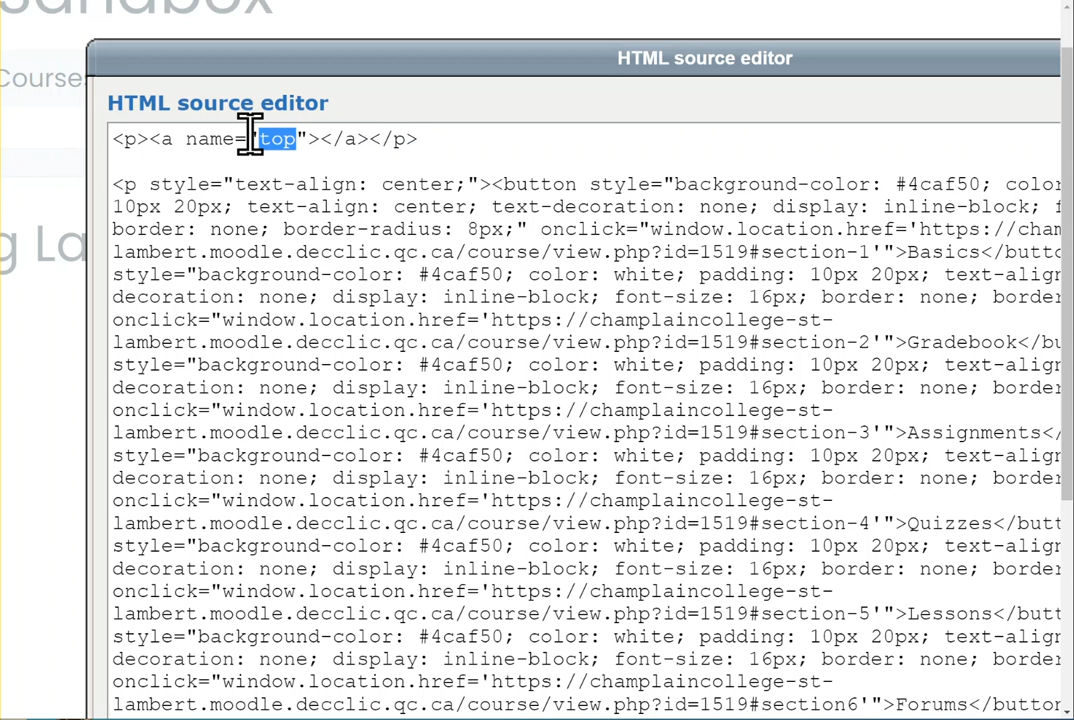 sandbox
HTML source editor
Courses
HTML source editor
<p><a name="top"></a></p>
<p style="text-align: center;"><button style="background-color: #4caf50; color
10px 20px; text-align: center; text-decoration: none; display: inline-block; f
border: none; border-radius: 8px;" onclick="window.location.href='https://cham
lambert.moodle.decclic.qc.ca/course/view.php?id=1519#section-1'">Basics</butto
style="background-color: #4caf50; color: white; padding: 10px 20px; text-align
decoration: none; display: inline-block; font-size: 16px; border: none; border
onclick="window.location.href='https://champlaincollege-st-
lambert.moodle.decclic.qc.ca/course/view.php?id=1519#section-2'">Gradebook</bu
style="background-color: #4caf50; color: white; padding: 10px 20px; text-align
decoration: none; display: inline-block; font-size: 16px; border: none; border
onclick="window.location.href='https://champlaincollege-st-
lambert.moodle.decclic.qc.ca/course/view.php?id=1519#section-3'">Assignments</
g La
style="background-color: #4caf50; color: white; padding: 10px 20px; text-align
decoration: none; display: inline-block; font-size: 16px; border: none; border
onclick="window.location.href='https://champlaincollege-st-
lambert.moodle.decclic.qc.ca/course/view.php?id=1519#section-4'">Quizzes</butt
style="background-color: #4caf50; color: white; padding: 10px 20px; text-align
decoration: none; display: inline-block; font-size: 16px; border: none; border
onclick="window.location.href='https://champlaincollege-st-
lambert.moodle.decclic.qc.ca/course/view.php?id=1519#section-5'">Lessons</butt
style="background-color: #4caf50; color: white; padding: 10px 20px; text-align
decoration: none; display: inline-block; font-size: 16px; border: none; border
onclick="window.location.href='https://champlaincollege-st-
lambert.moodle.decclic.qc.ca/course/view.php?id=1519#section6'">Forums</button